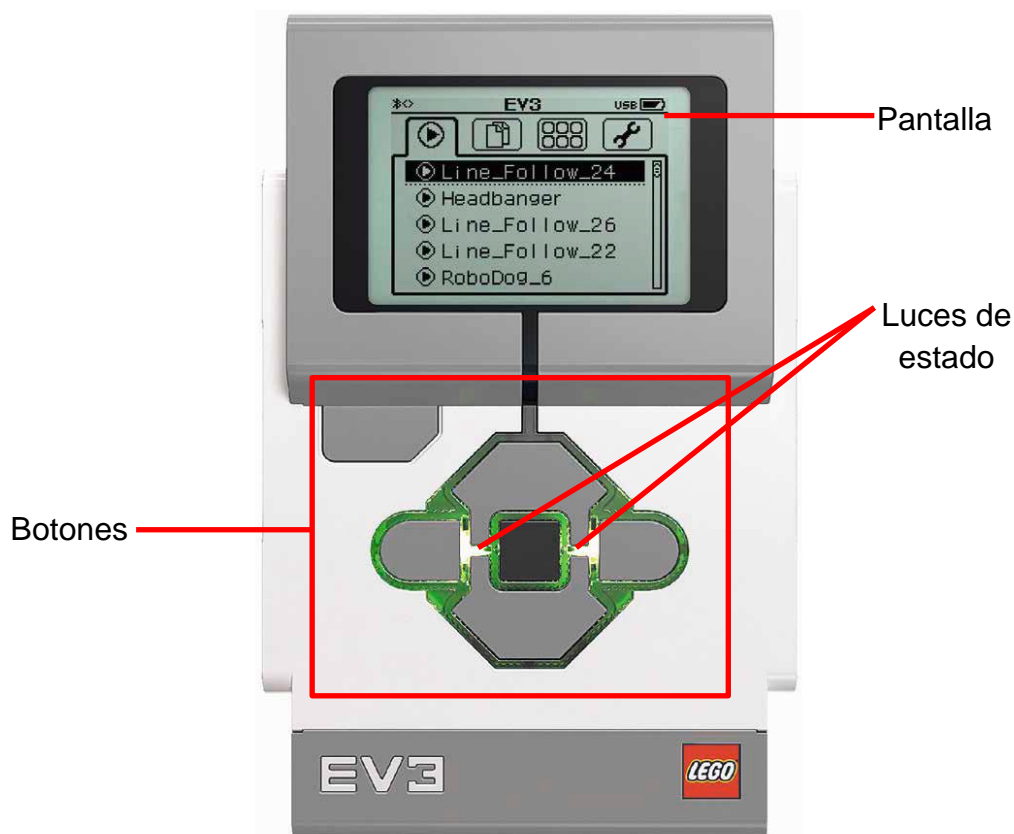 EV3
USB
Pantalla
Line_Follow_24
Headbanger
Line_Follow_26
Line_Follow_22
RoboDog_6
Luces de
estado
Botones
EV3
LEGO